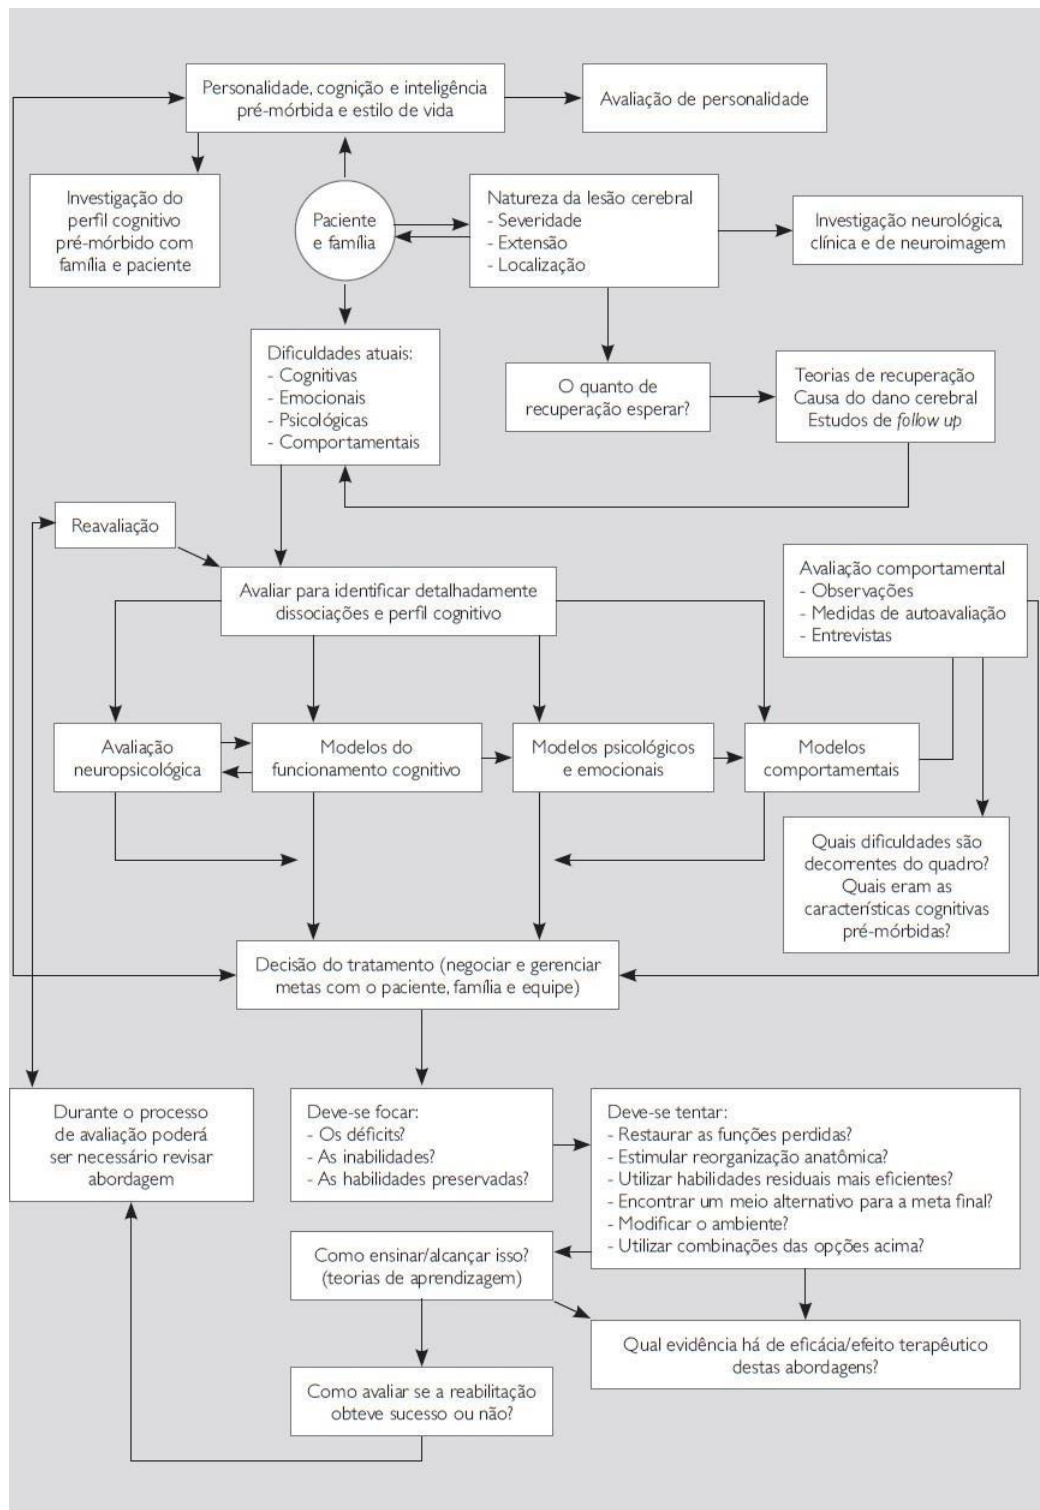 Personalidade, cognição e inteligência
pré-mórbida e estilo de vida
Avaliação de personalidade
Investigação do
perfil cognitivo
pré-mórbido com
família e paciente
Paciente
e família
Natureza da lesão cerebral
- Severidade
- Extensão
- Localização
Investigação neurológica,
clínica e de neuroimagem
Dificuldades atuais:
- Cognitivas
- Emocionais
- Psicológicas
- Comportamentais
O quanto de
recuperação esperar?
Teorias de recuperação
Causa do dano cerebral
Estudos de follow up
Reavaliação
Avaliar para identificar detalhadamente
dissociações e perfil cognitivo
Avaliação comportamental
- Observações
- Medidas de autoavaliação
- Entrevistas
Avaliação
neuropsicológica
Modelos do
funcionamento cognitivo
Modelos psicológicos
e emocionais
Modelos
comportamentais
Quais dificuldades são
decorrentes do quadro?
Quais eram as
características cognitivas
pré-mórbidas?
Decisão do tratamento (negociar e gerenciar
metas com o paciente, família e equipe)
Durante o processo
de avaliação poderá
ser necessário revisar
abordagem
Deve-se focar:
- Os déficits?
- As inabilidades?
- As habilidades preservadas?
Deve-se tentar:
- Restaurar as funções perdidas?
- Estimular reorganização anatômica?
- Utilizar habilidades residuais mais eficientes?
- Encontrar um meio alternativo para a meta final?
- Modificar o ambiente?
- Utilizar combinações das opções acima?
Como ensinar/alcançar isso?
(teorias de aprendizagem)
Qual evidência há de eficácia/efeito terapêutico
destas abordagens?
Como avaliar se a reabilitação
obteve sucesso ou não?